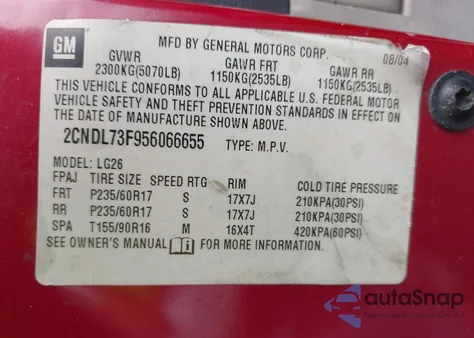 GM
MFD BY GENERAL MOTORS CORP. 08/04
GVWR GAWR FRT GAWR RR
2300KG(5070LB) 1150KG(2535LB) 1150KG(2535LB)
THIS VEHICLE CONFORMS TO ALL APPLICABLE U.S. FEDERAL MOTOR
VEHICLE SAFETY AND THEFT PREVENTION STANDARDS IN EFFECT ON
THE DATE OF MANUFACTURE SHOWN ABOVE.
2CNDL73F956066655 TYPE: M.P.V.
MODEL: LG26
FPAJ TIRE SIZE SPEED RTG RIM COLD TIRE PRESSURE
FRT P235/60R17 S 17X7J 210KPA(30PSI)
RR P235/60R17 S 17X7J 210KPA(30PSI)
SPA T155/90R16 M 16X4T 420KPA(60PSI)
SEE OWNER'S MANUAL i FOR MORE INFORMATION.
autoSnap